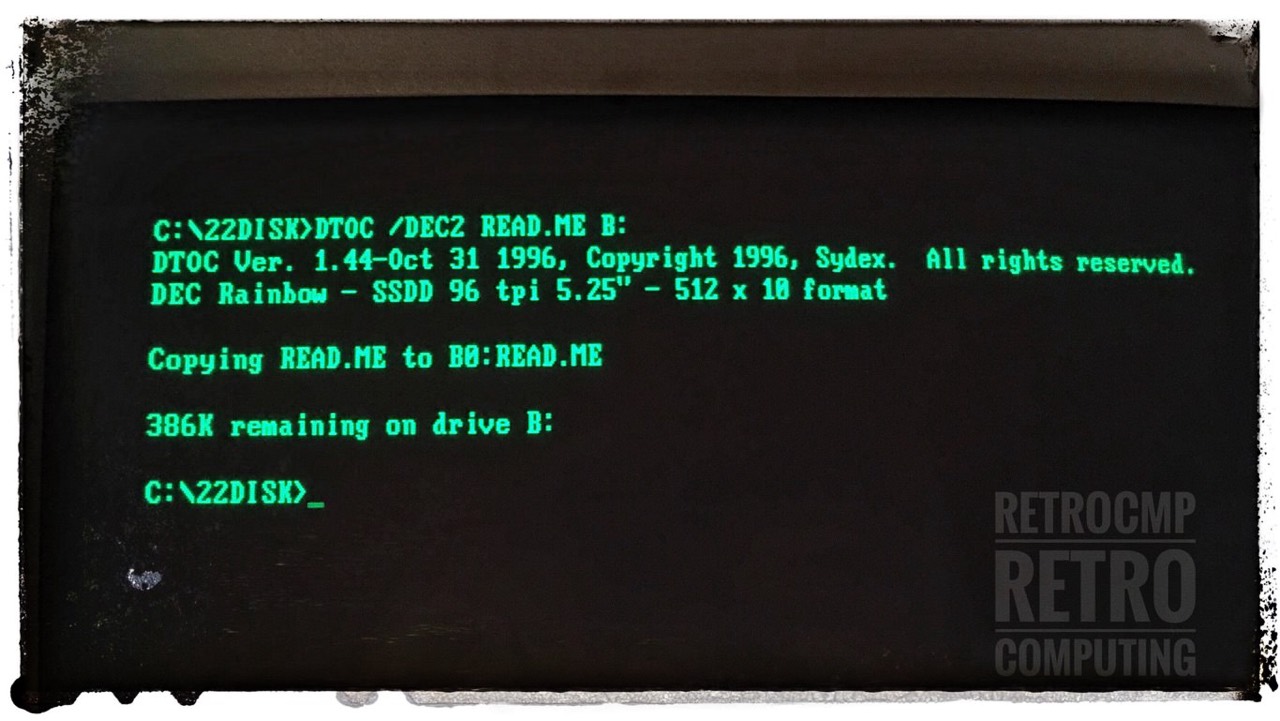 C:\22DISK>DTOC /DEC2 READ.ME B:
DTOC Ver. 1.44-Oct 31 1996, Copyright 1996, Sydex.  All rights reserved.
DEC Rainbow - SSDD 96 tpi 5.25" - 512 x 10 format
Copying READ.ME to B0:READ.ME
386K remaining on drive B:
C:\22DISK>_
RETROCMP
RETRO
COMPUTING